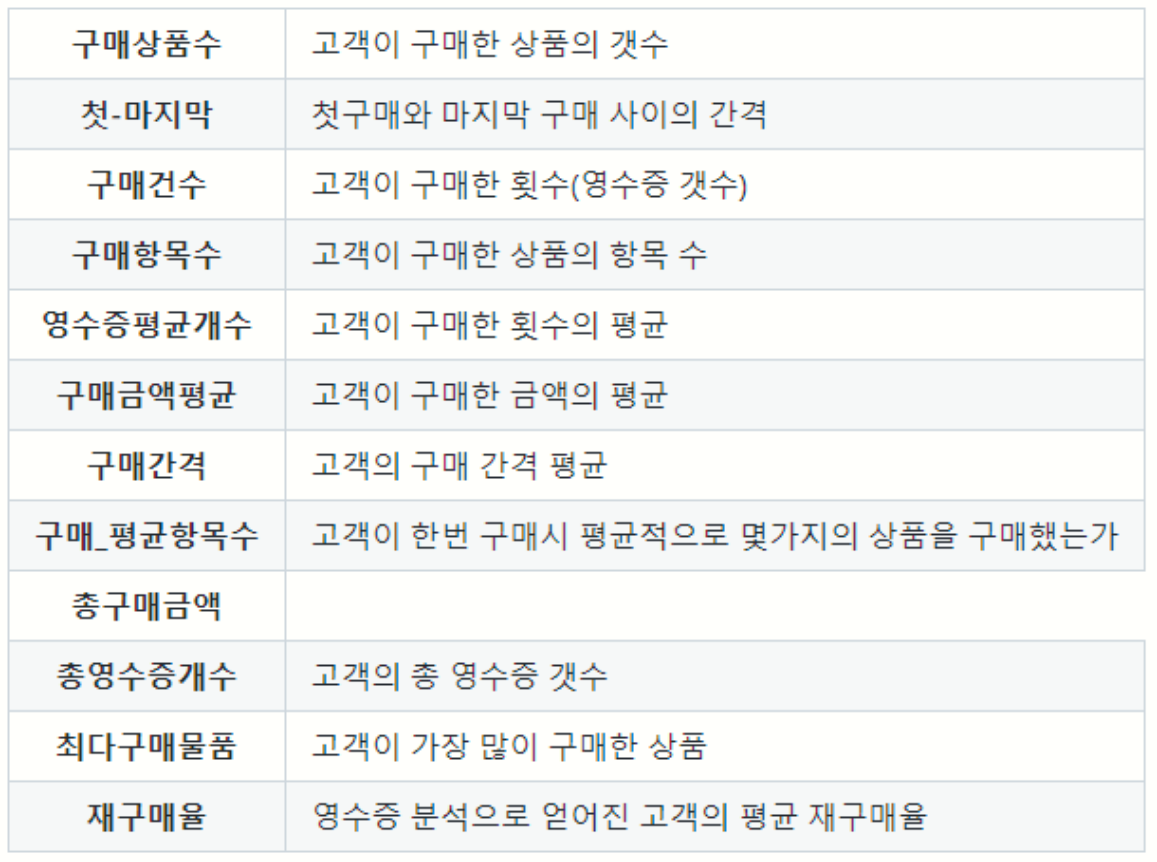 구매상품수 고객이 구매한 상품의 갯수
첫-마지막 첫구매와 마지막 구매 사이의 간격
구매건수 고객이 구매한 횟수(영수증 갯수)
구매항목수 고객이 구매한 상품의 항목 수
영수증평균개수 고객이 구매한 횟수의 평균
구매금액평균 고객이 구매한 금액의 평균
구매간격 고객의 구매 간격 평균
구매_평균항목수 고객이 한번 구매시 평균적으로 몇가지의 상품을 구매했는가
총구매금액
총영수증개수 고객의 총 영수증 갯수
최다구매물품 고객이 가장 많이 구매한 상품
재구매율 영수증 분석으로 얻어진 고객의 평균 재구매율